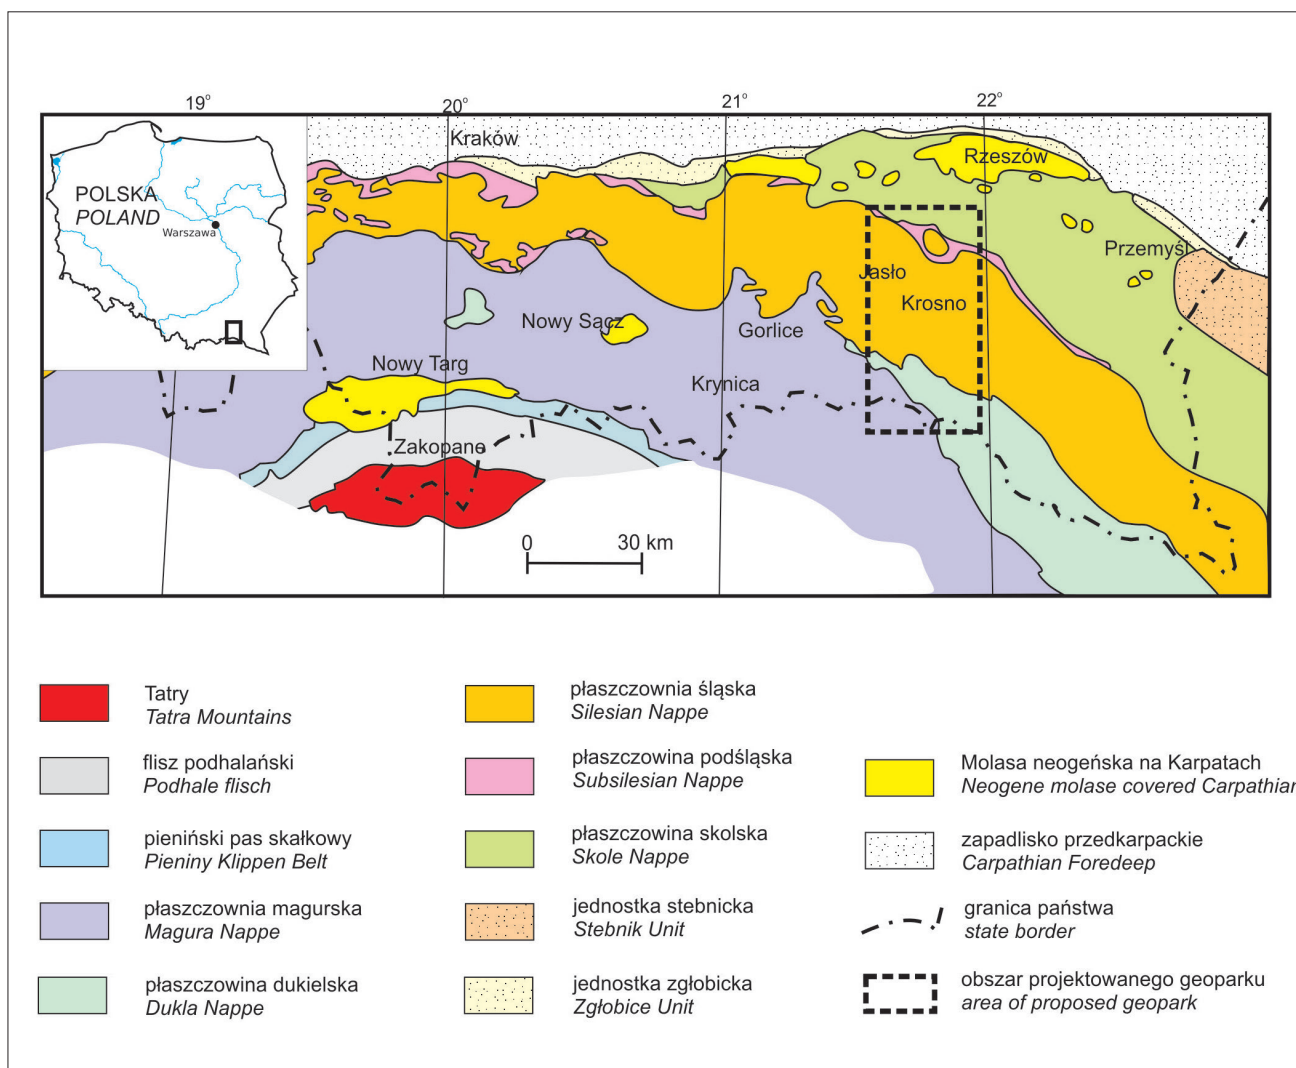 19°
20°
21°
22°
Kraków
Rzeszów
POLSKA
POLAND
Warszawa
Przemyśl
Jasło
Krosno
Nowy Sącz
Gorlice
Nowy Targ
Krynica
Zakopane
0
30 km
Tatry
Tatra Mountains
flisz podhalański
Podhale flisch
pieniński pas skałkowy
Pieniny Klippen Belt
płaszczownia magurska
Magura Nappe
płaszczowina dukielska
Dukla Nappe
płaszczownia śląska
Silesian Nappe
płaszczowina podśląska
Subsilesian Nappe
płaszczowina skolska
Skole Nappe
jednostka stebnicka
Stebnik Unit
jednostka zgłobicka
Zgłobice Unit
Molasa neogeńska na Karpatach
Neogene molase covered Carpathian
zapadlisko przedkarpackie
Carpathian Foredeep
granica państwa
state border
obszar projektowanego geoparku
area of proposed geopark